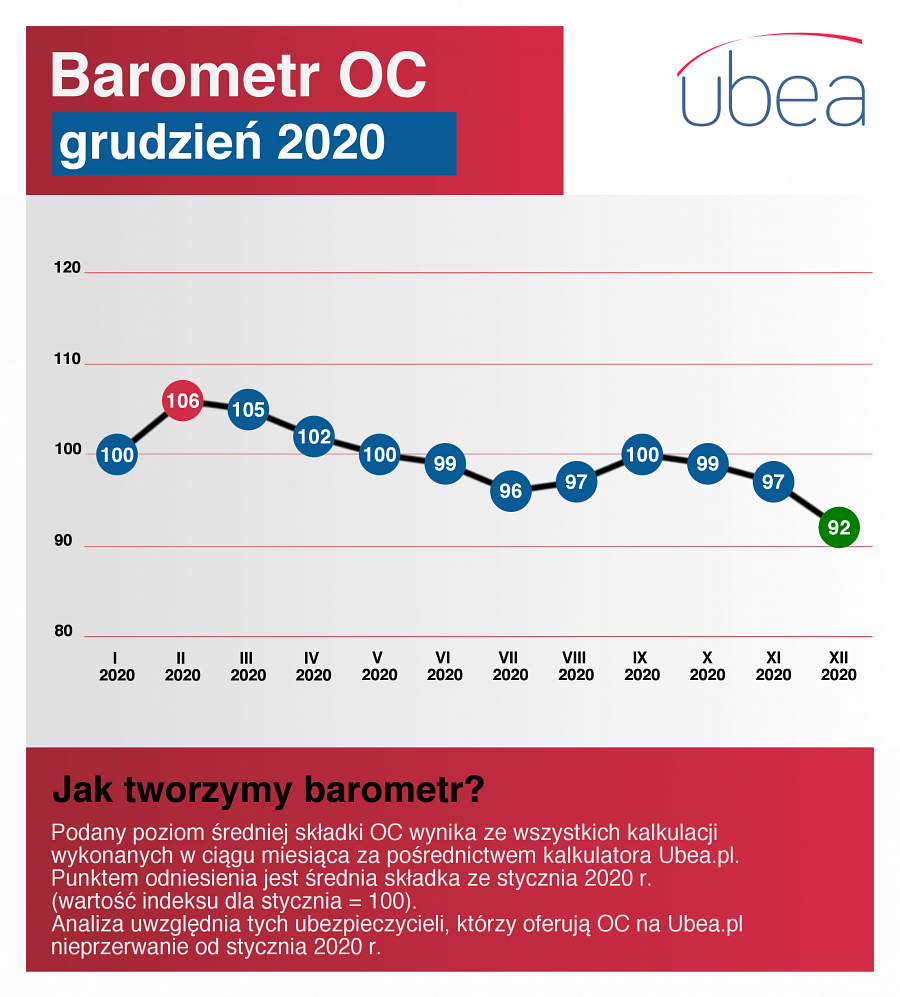 Barometr OC
ubea
grudzień 2020
120
110
100
90
80
100
106
105
102
100
99
96
97
100
99
97
92
I
2020
II
2020
III
2020
IV
2020
V
2020
VI
2020
VII
2020
VIII
2020
IX
2020
X
2020
XI
2020
XII
2020
Jak tworzymy barometr?
Podany poziom średniej składki OC wynika ze wszystkich kalkulacji
wykonanych w ciągu miesiąca za pośrednictwem kalkulatora Ubea.pl.
Punktem odniesienia jest średnia składka ze stycznia 2020 r.
(wartość indeksu dla stycznia = 100).
Analiza uwzględnia tych ubezpieczycieli, którzy oferują OC na Ubea.pl
nieprzerwanie od stycznia 2020 r.